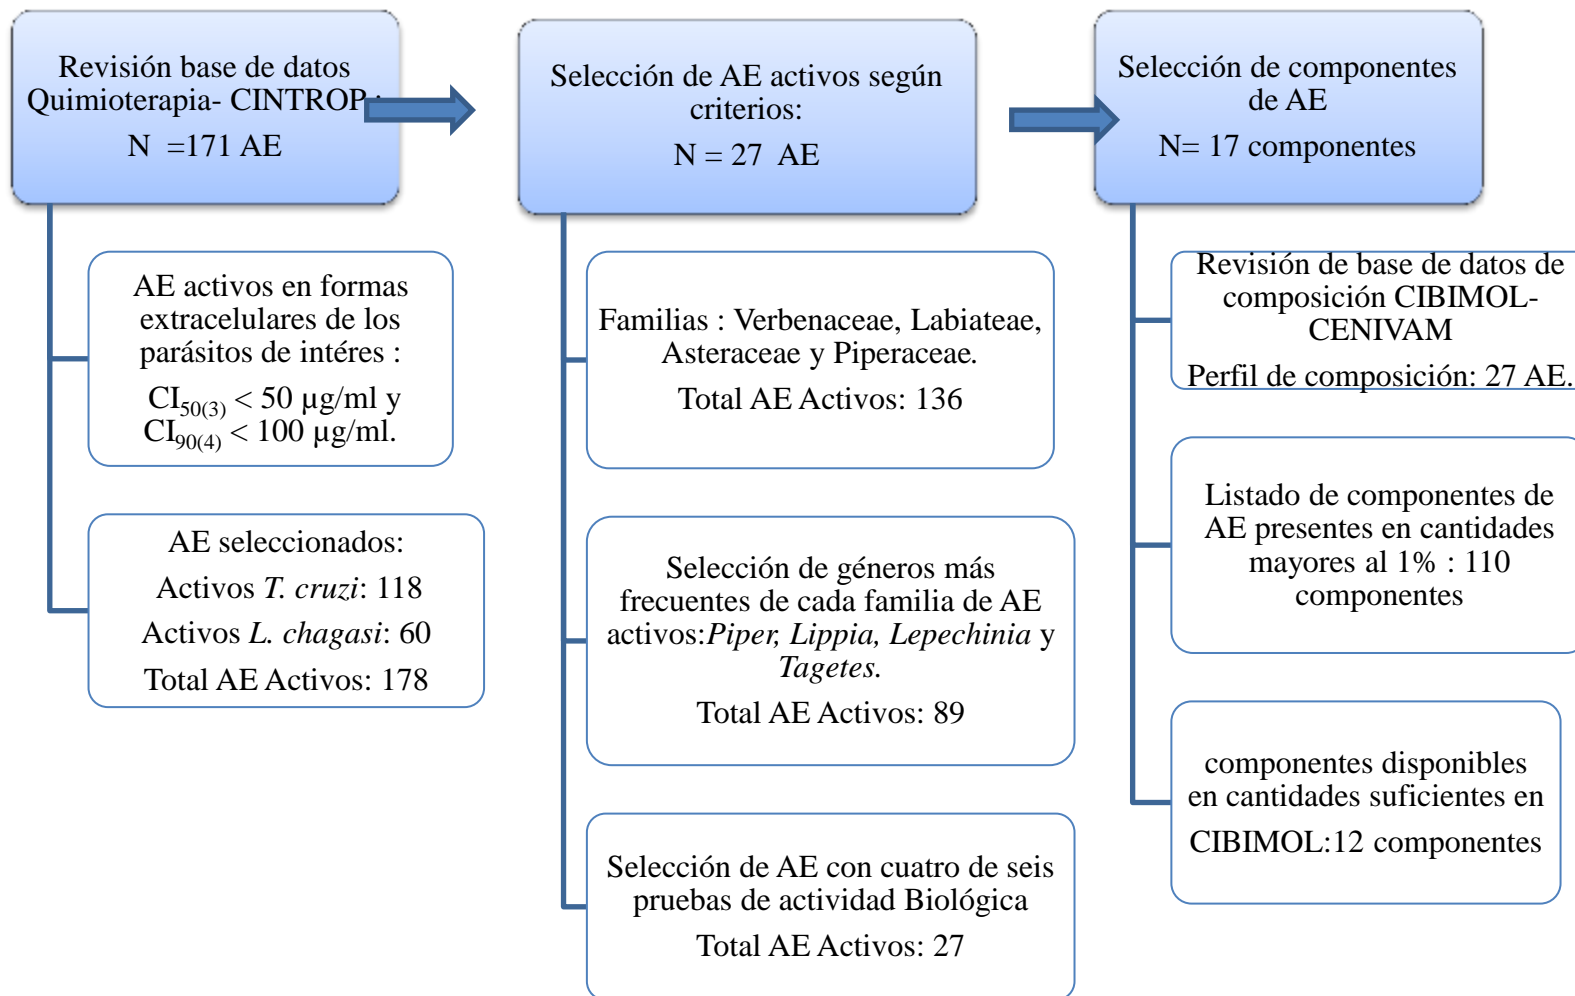 Revisión base de datos
Quimioterapia- CINTROP :
N =171 AE
AE activos en formas
extracelulares de los
parásitos de intéres :
CI50(3) < 50 µg/ml y
CI90(4) < 100 µg/ml.
AE seleccionados:
Activos T. cruzi: 118
Activos L. chagasi: 60
Total AE Activos: 178
Selección de AE activos según
criterios:
N = 27 AE
Familias : Verbenaceae, Labiateae,
Asteraceae y Piperaceae.
Total AE Activos: 136
Selección de géneros más
frecuentes de cada familia de AE
activos:Piper, Lippia, Lepechinia y
Tagetes.
Total AE Activos: 89
Selección de AE con cuatro de seis
pruebas de actividad Biológica
Total AE Activos: 27
Selección de componentes
de AE
N= 17 componentes
Revisión de base de datos de
composición CIBIMOL-
CENIVAM
Perfil de composición: 27 AE.
Listado de componentes de
AE presentes en cantidades
mayores al 1% : 110
componentes
componentes disponibles
en cantidades suficientes en
CIBIMOL:12 componentes